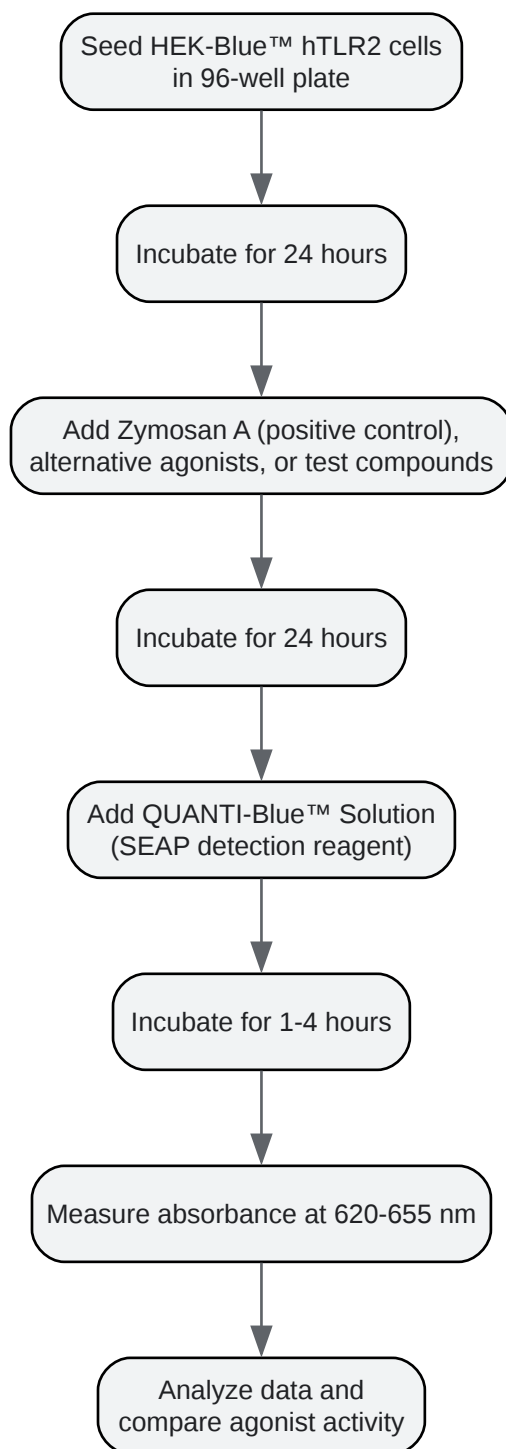 Seed HEK-Blue™ hTLR2 cells
in 96-well plate
Incubate for 24 hours
Add Zymosan A (positive control),
alternative agonists, or test compounds
Incubate for 24 hours
Add QUANTI-Blue™ Solution
(SEAP detection reagent)
Incubate for 1-4 hours
Measure absorbance at 620-655 nm
Analyze data and
compare agonist activity